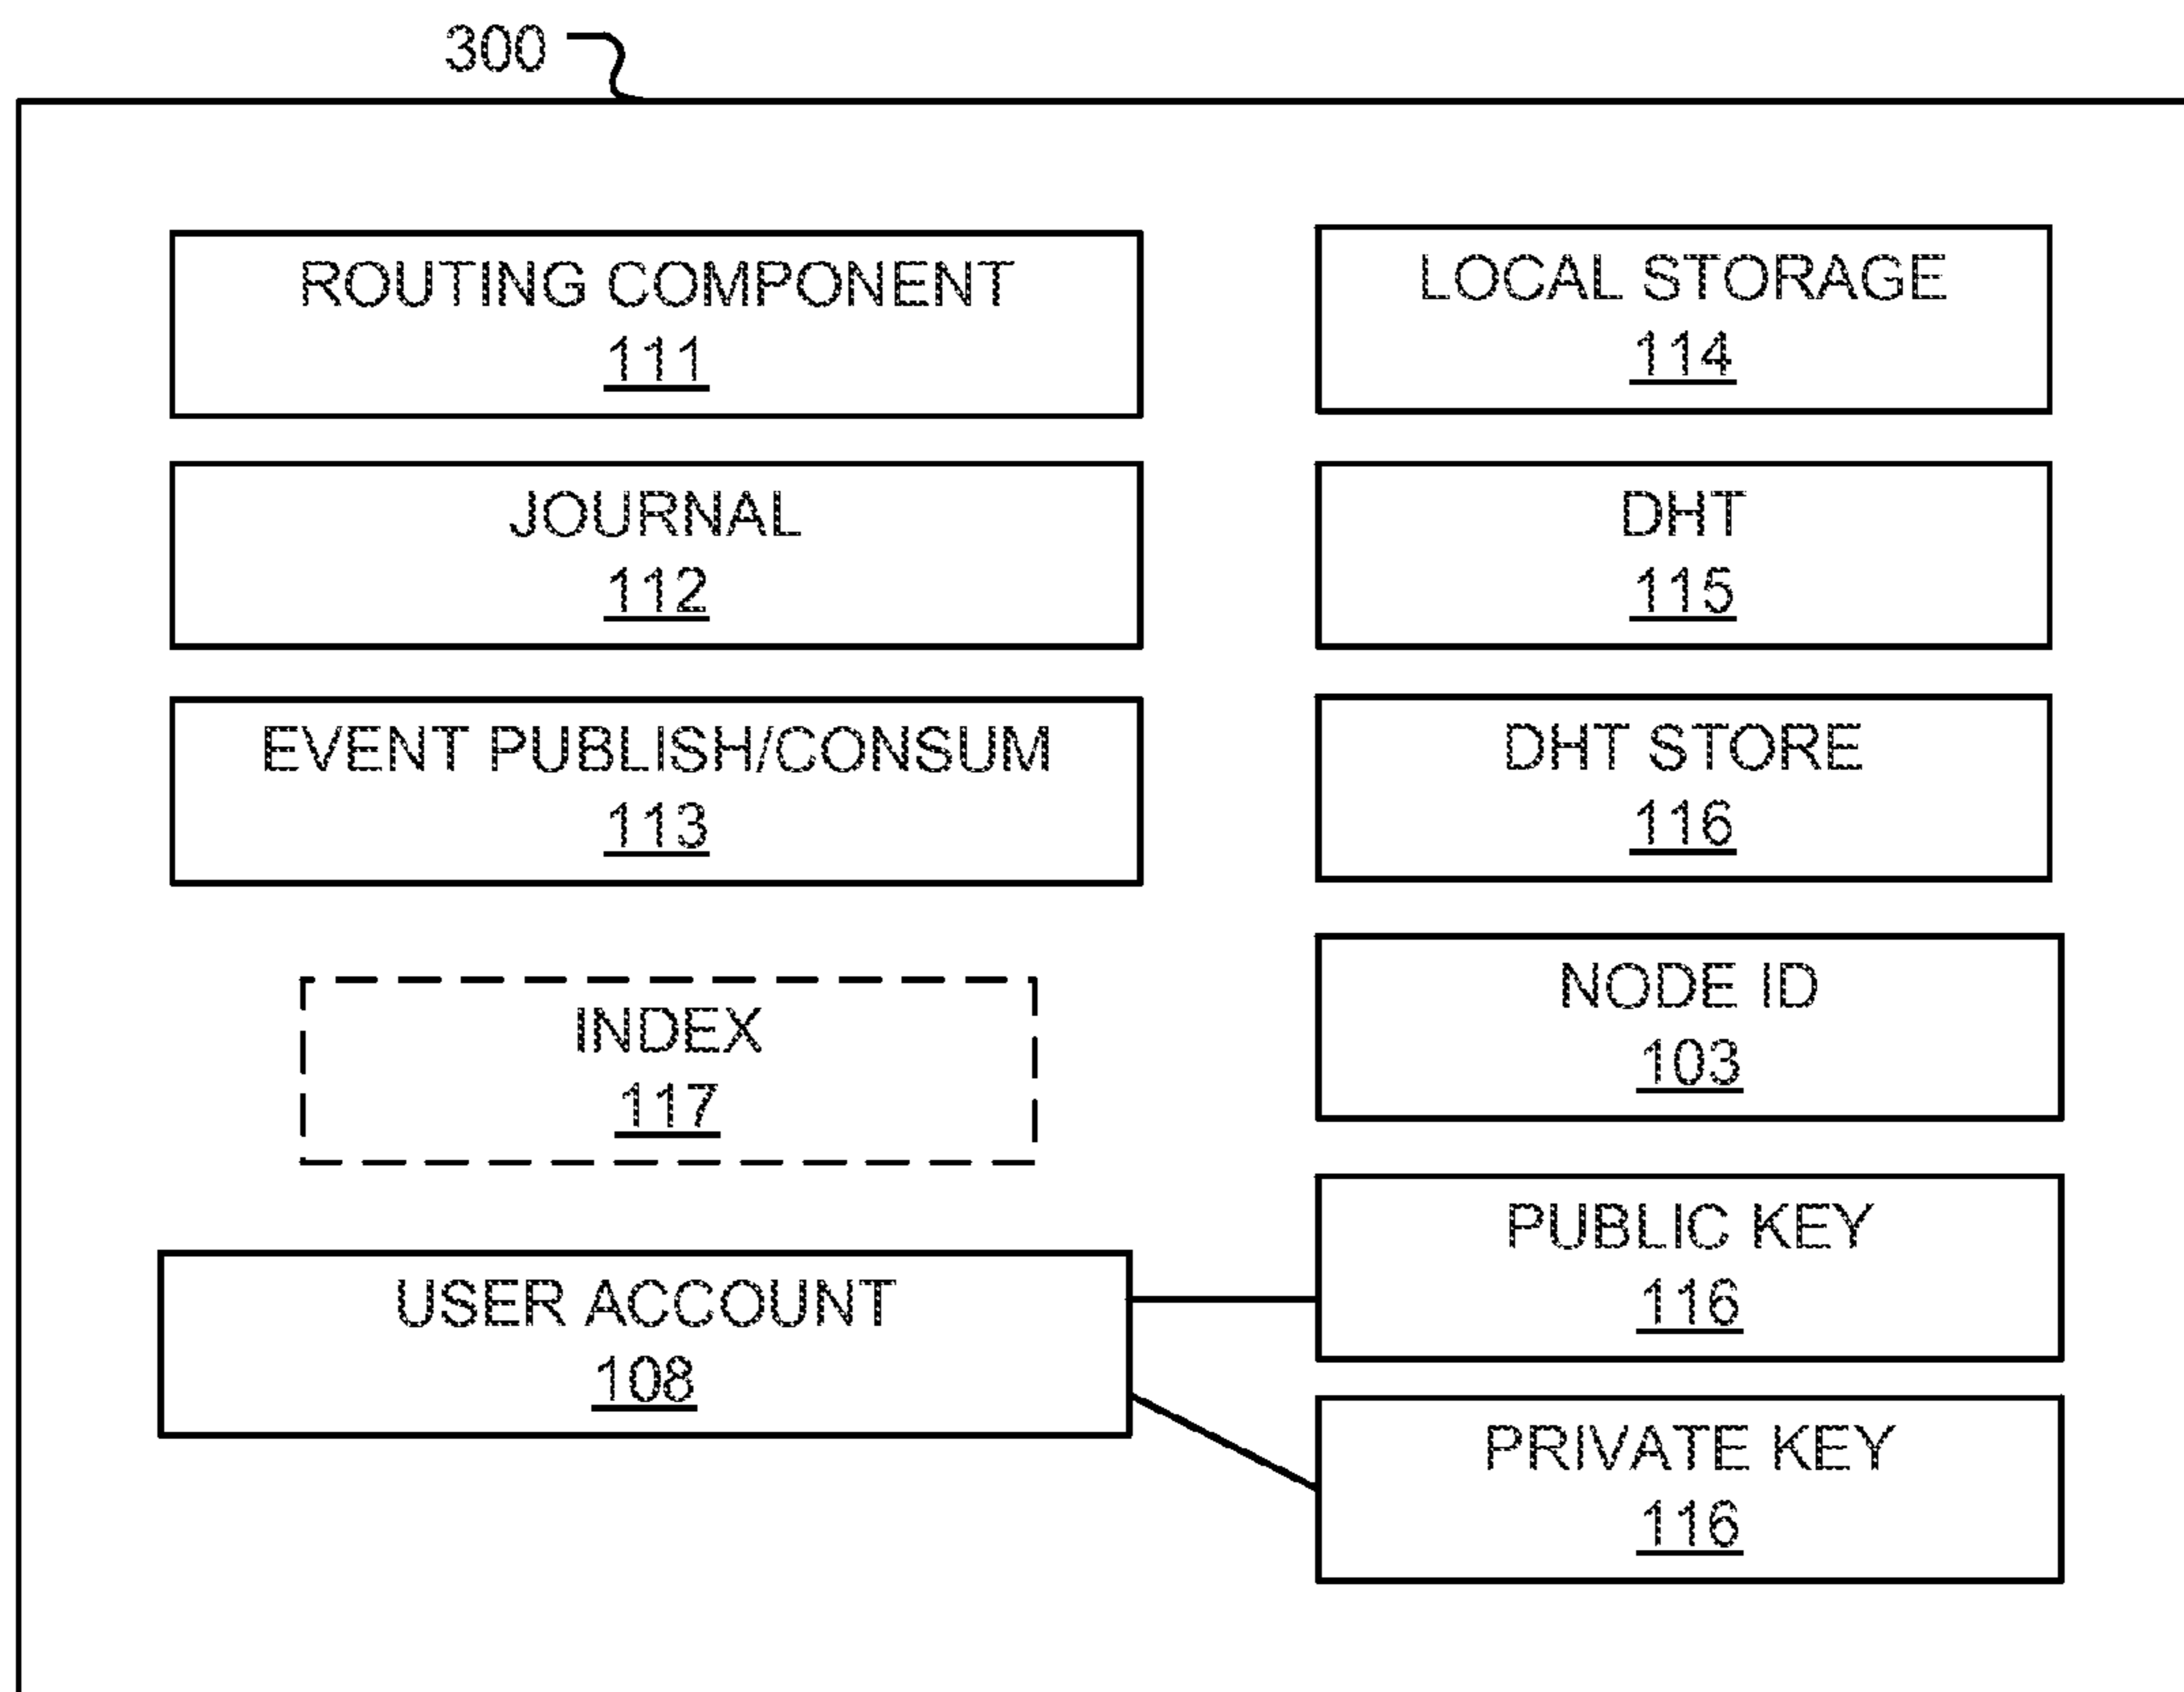 300
ROUTING COMPONENT
111
LOCAL STORAGE
114
JOURNAL
112
DHT
115
EVENT PUBLISH/CONSUM
113
DHT STORE
116
INDEX
117
NODE ID
103
USER ACCOUNT
108
PUBLIC KEY
116
PRIVATE KEY
116